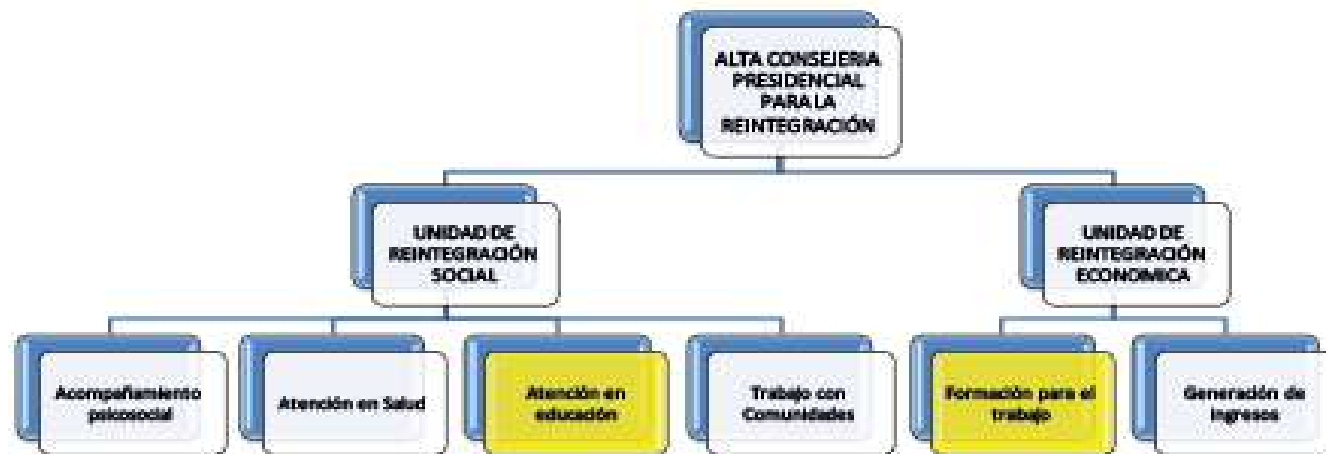 ALTA CONSEJERIA
PRESIDENCIAL
PARA LA
REINTEGRACIÓN
UNIDAD DE
REINTEGRACIÓN
SOCIAL
UNIDAD DE
REINTEGRACIÓN
ECONOMICA
Acompañamiento
psicosocial
Atención en Salud
Atención en
educación
Trabajo con
Comunidades
Formación para el
trabajo
Generación de
Ingresos